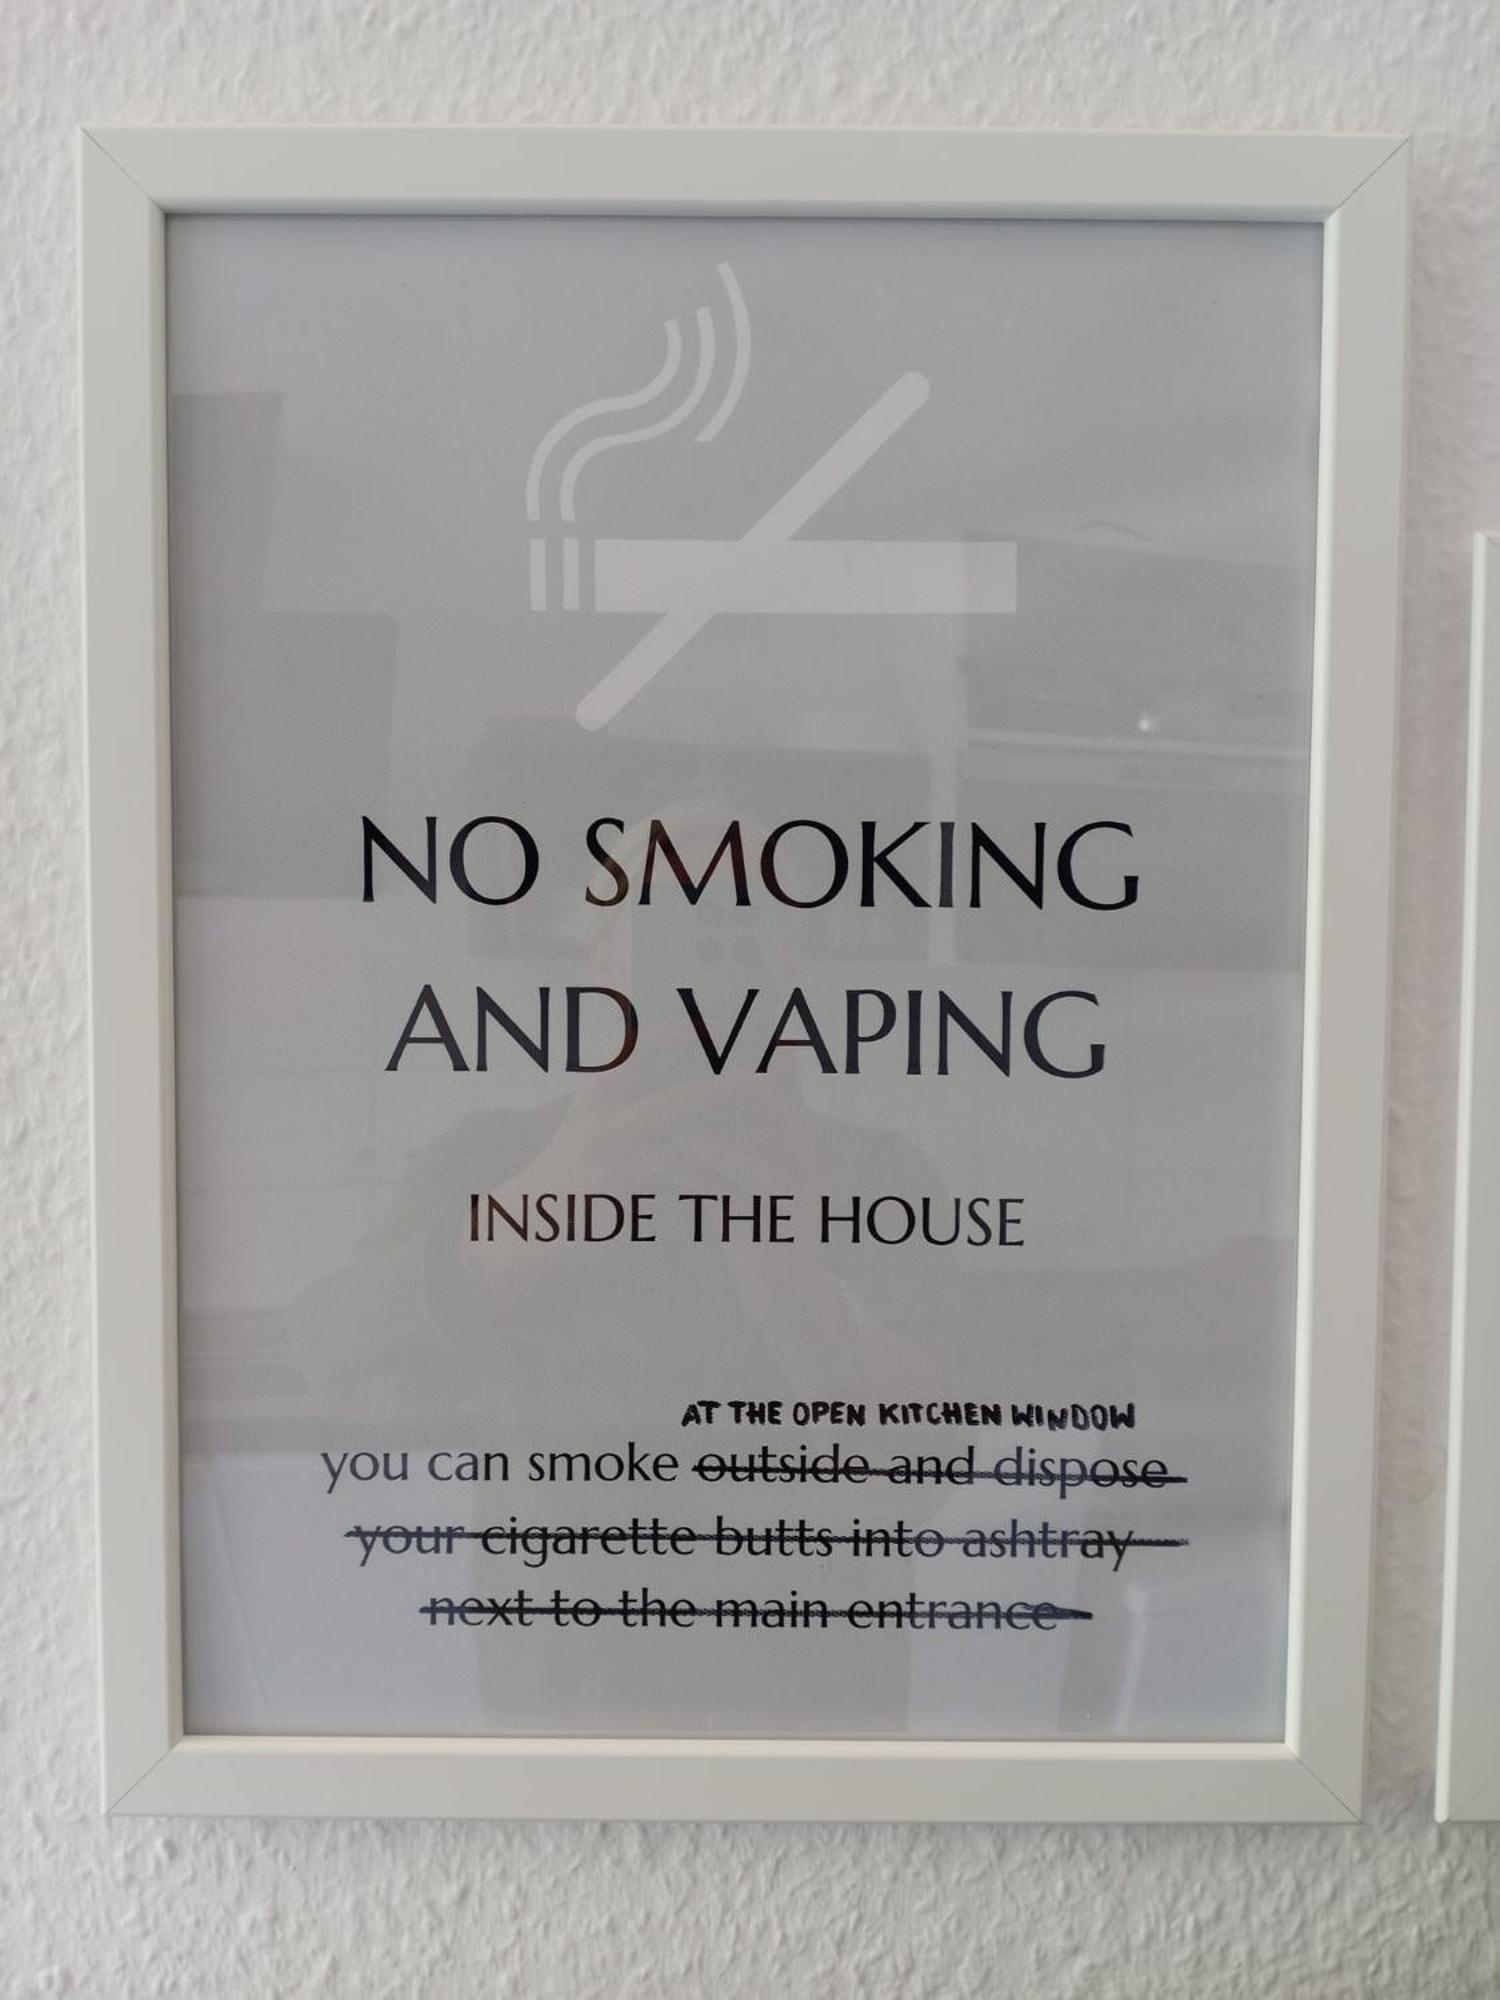 NO SMOKING
AND VAPING
INSIDE THE HOUSE
AT THE OPEN KITCHEN WINDOW
you can smoke outside and dispose
your cigarette butts into ashtray
next to the main entrance